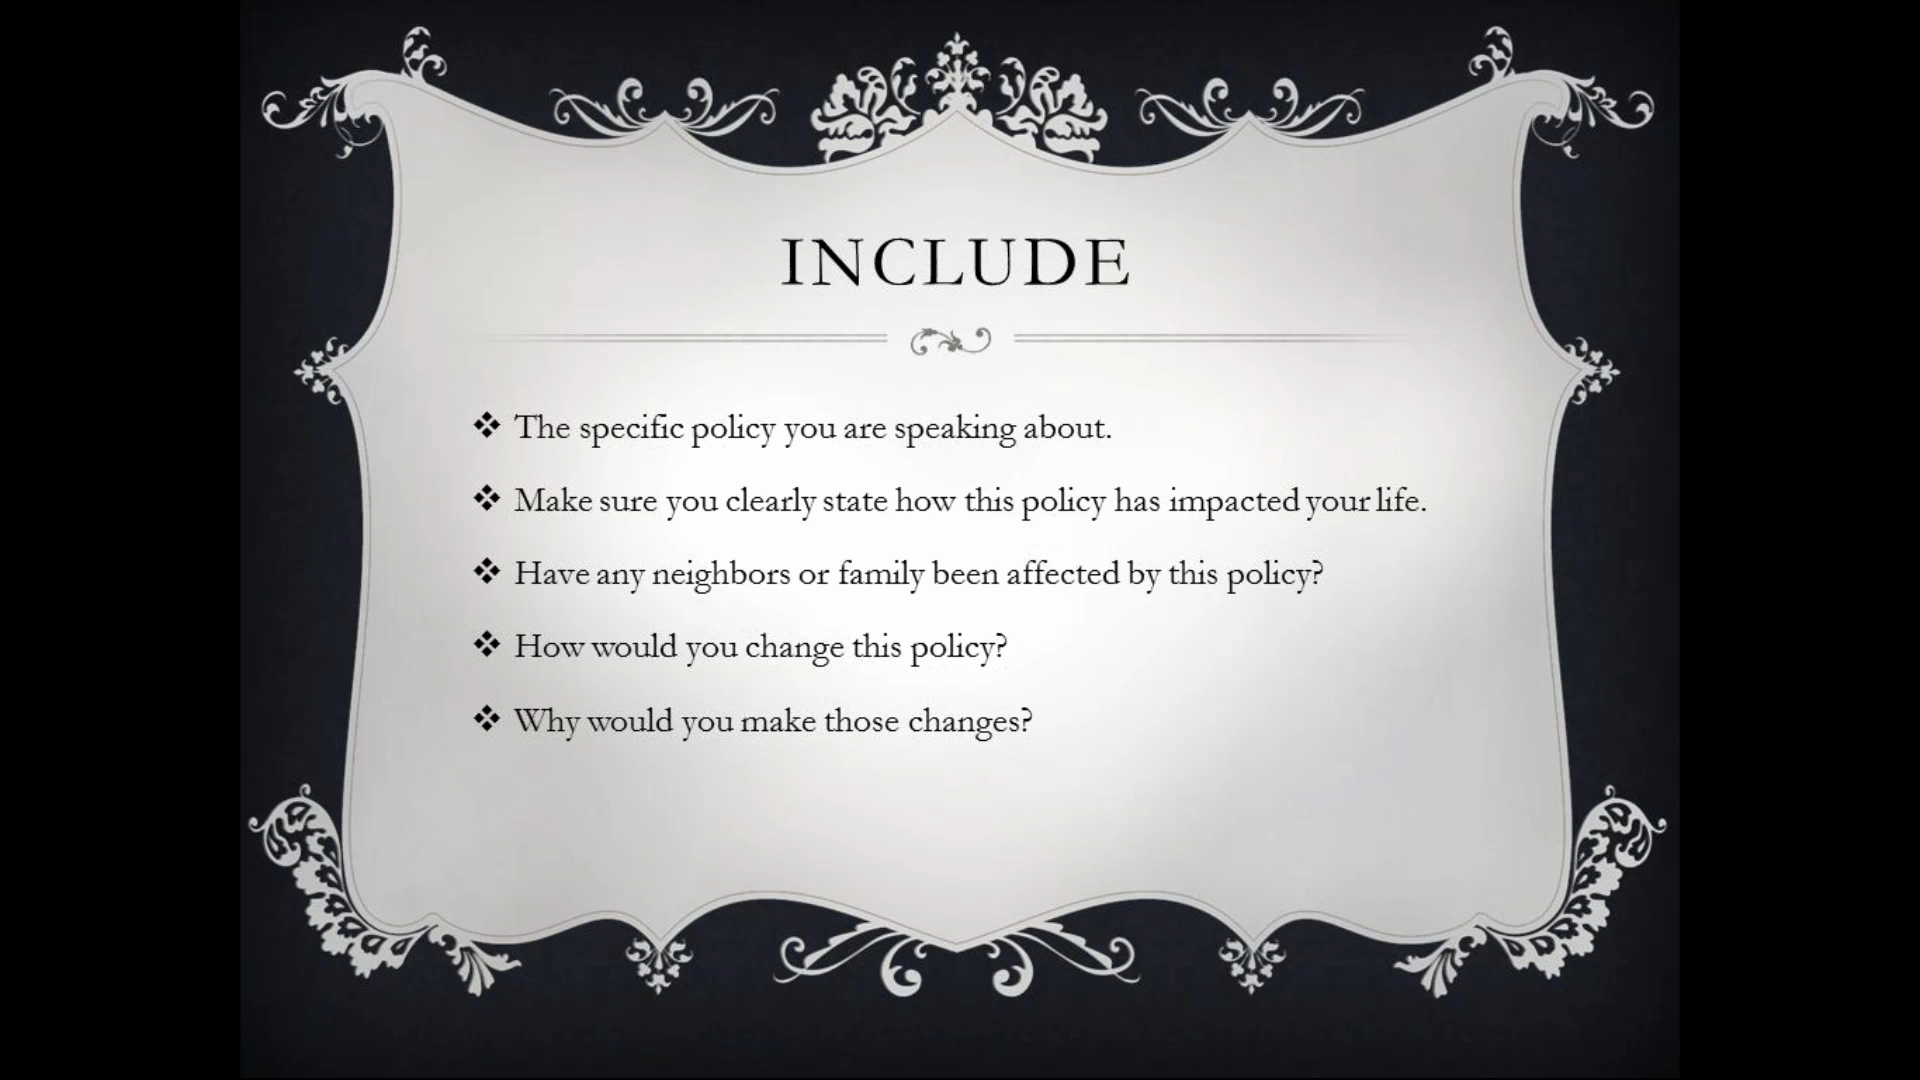 INCLUDE
The specific policy you are speaking about.
Make sure you clearly state how this policy has impacted your life.
Have any neighbors or family been affected by this policy?
How would you change this policy?
Why would you make those changes?